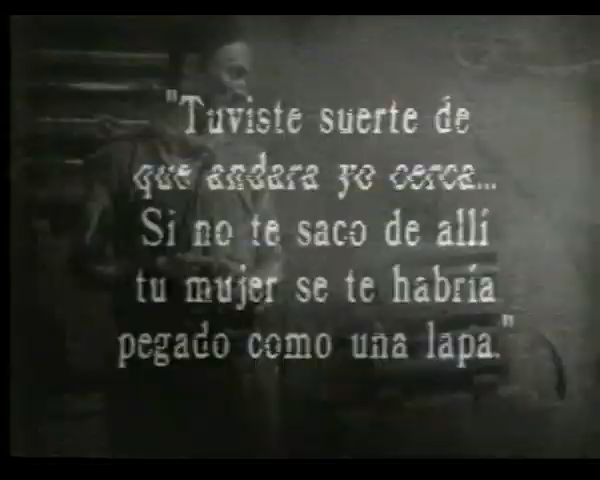 "Tuviste suerte de
que andara yo cerca...
Si no te saco de allí
tu mujer se te habría
pegado como una lapa."